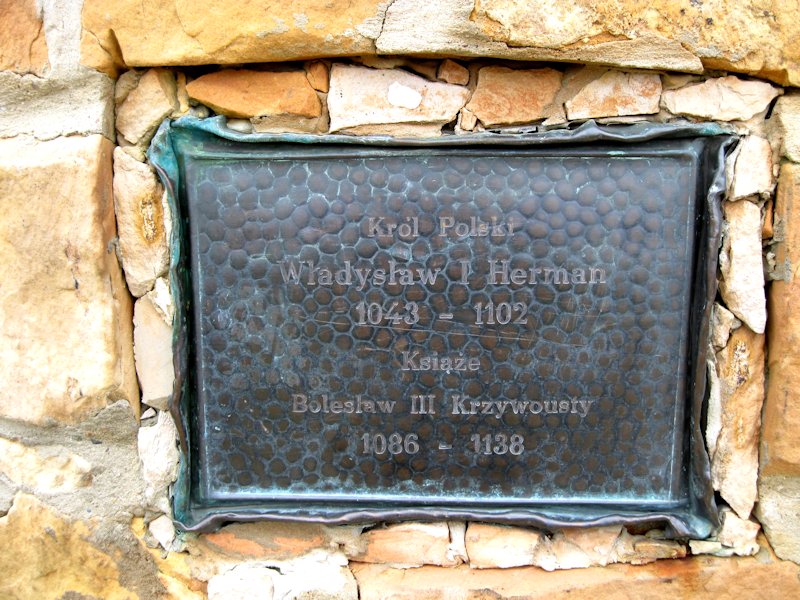 Król Polski
Władysław I Herman
1043 - 1102
Książe
Bolesław III Krzywousty
1086 - 1138